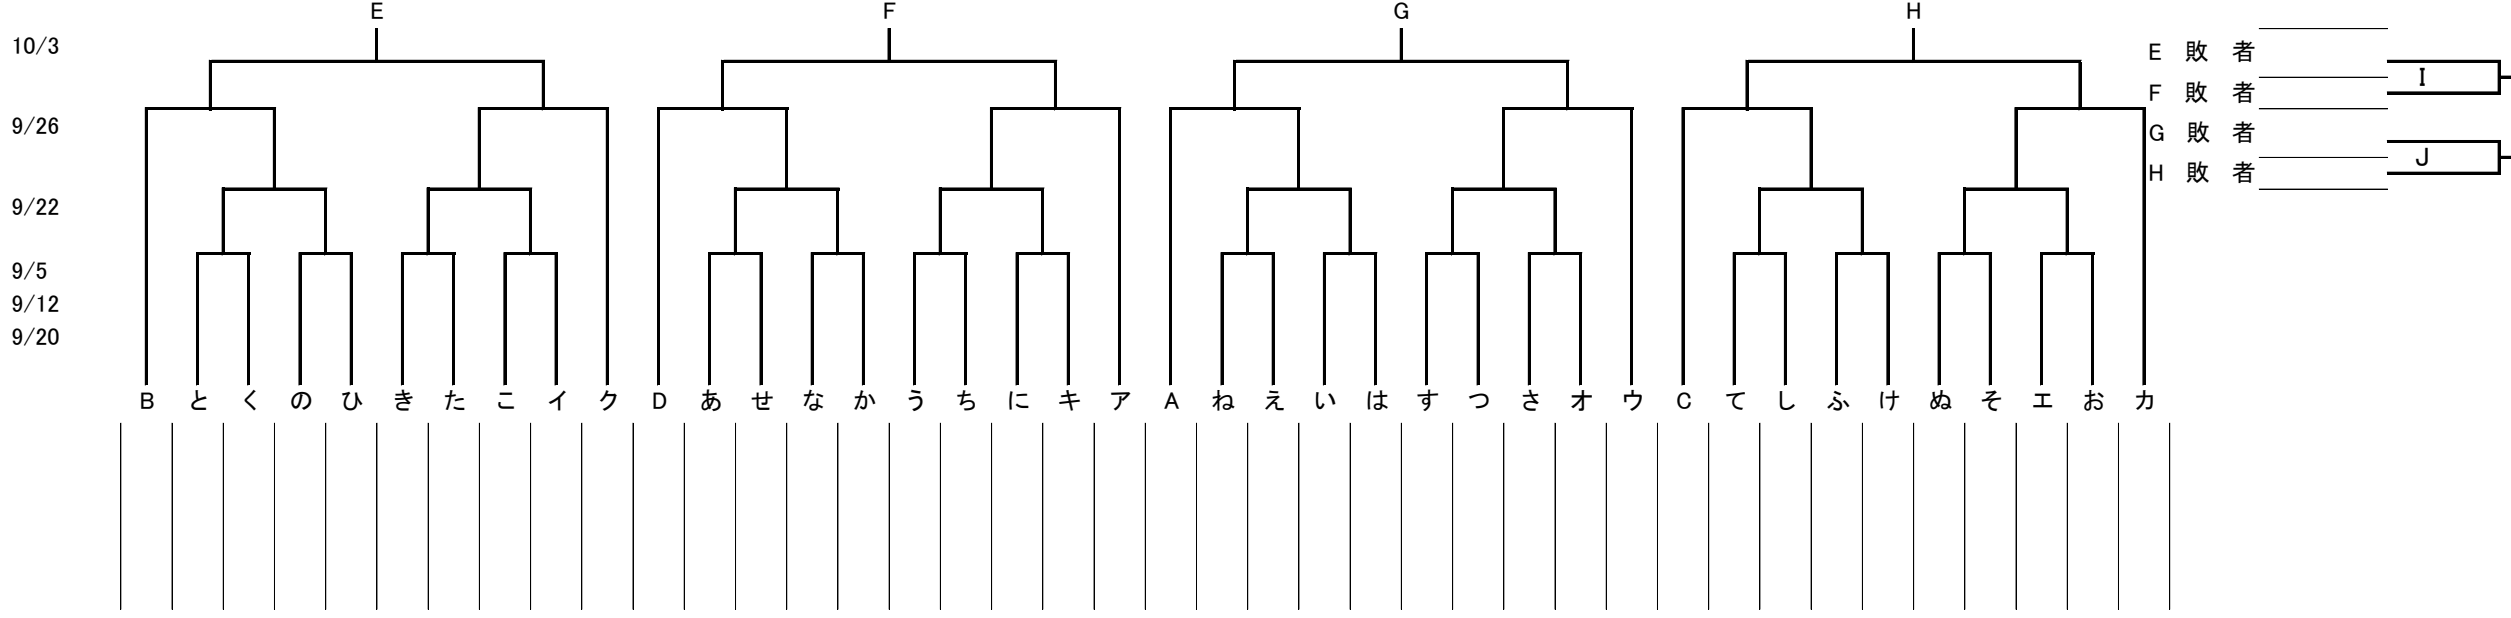 E F G H
10/3
E 敗 者
I
F 敗 者
9/26
G 敗 者
J
H 敗 者
9/22
9/5
9/12
9/20
B と く の ひ き た こ イ ク D あ せ な か う ち に キ ア A ね え い は す つ さ オ ウ C て し ふ け ぬ そ エ お カ